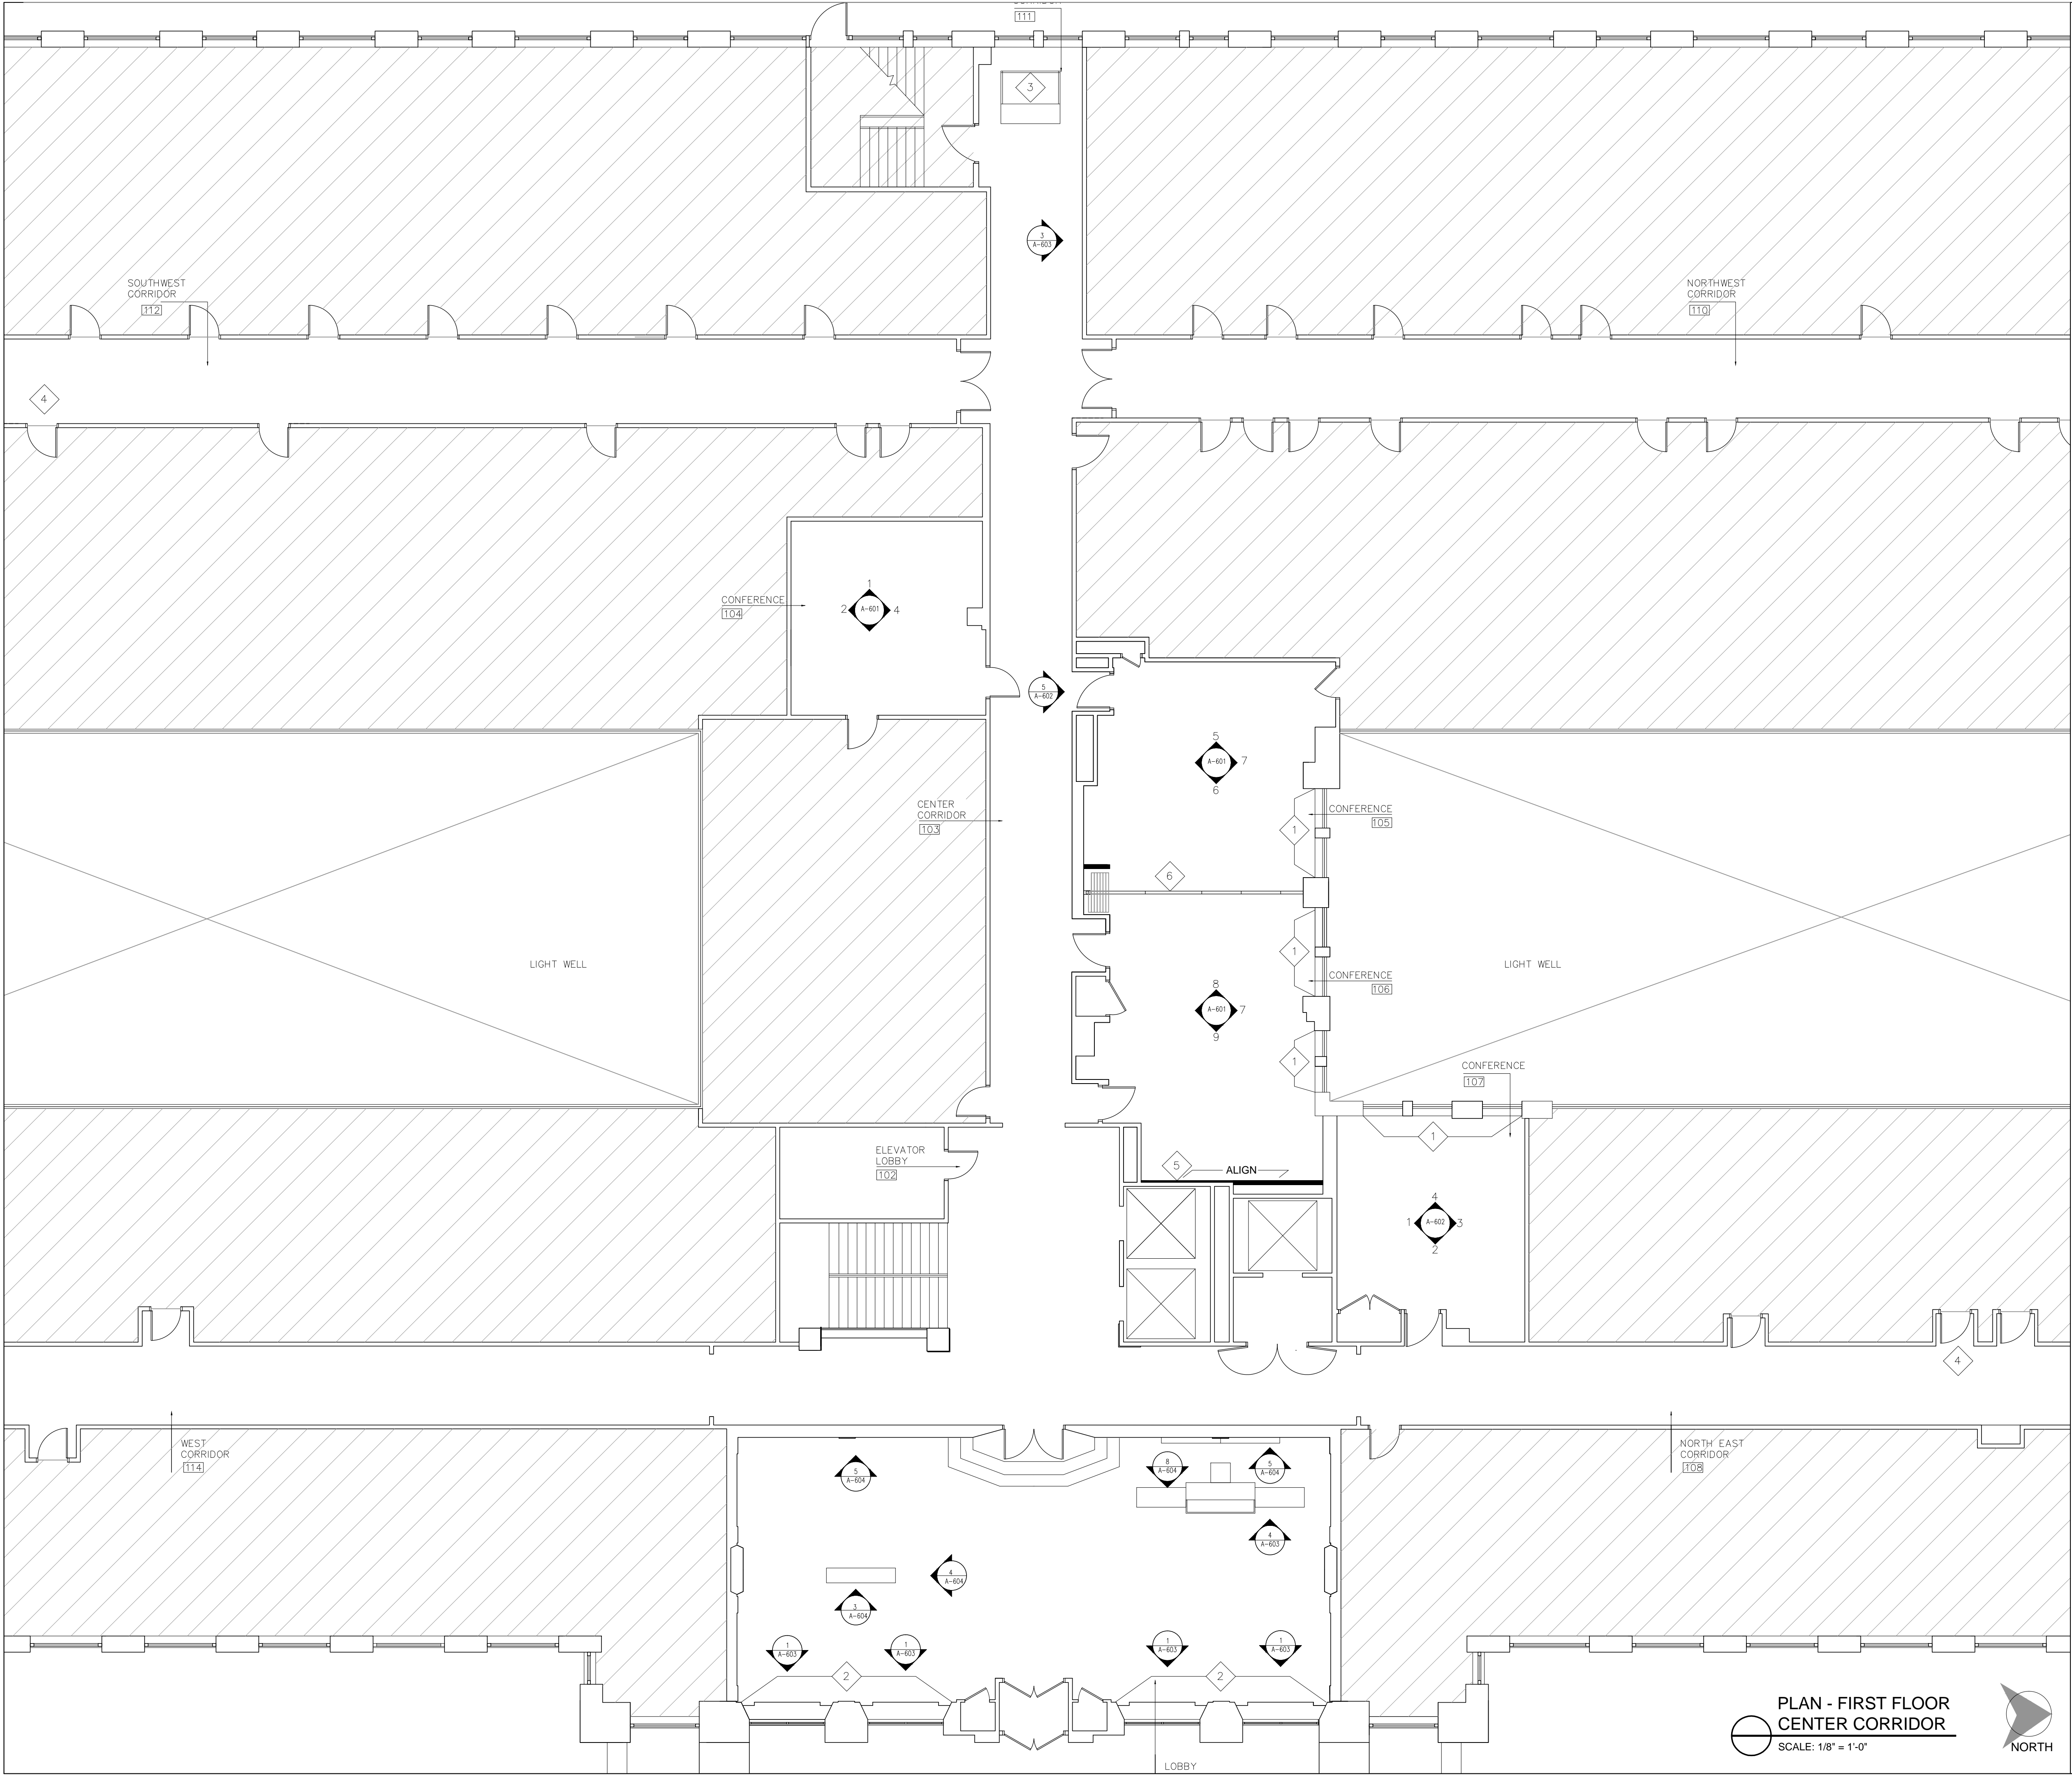 111
3
3
A-603
SOUTHWEST
CORRIDOR
112
NORTHWEST
CORRIDOR
110
4
CONFERENCE
104
1
2
A-601
4
5
A-602
5
A-601
7
6
CENTER
CORRIDOR
103
CONFERENCE
105
1
6
LIGHT WELL
1
CONFERENCE
106
LIGHT WELL
8
A-601
7
9
1
CONFERENCE
107
1
ELEVATOR
LOBBY
102
5
ALIGN
4
1
A-602
3
2
4
WEST
CORRIDOR
114
NORTH EAST
CORRIDOR
108
5
A-604
8
A-604
5
A-604
4
A-603
4
A-604
3
A-604
1
A-603
1
A-603
1
A-603
1
A-603
2
2
LOBBY
PLAN - FIRST FLOOR
CENTER CORRIDOR
SCALE: 1/8" = 1'-0"
NORTH